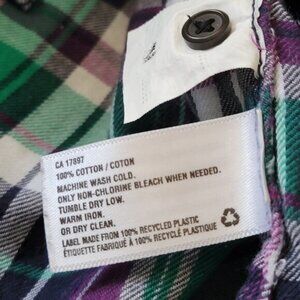 CA 17897
100% COTTON / COTON
MACHINE WASH COLD.
ONLY NON-CHLORINE BLEACH WHEN NEEDED.
TUMBLE DRY LOW.
WARM IRON.
OR DRY CLEAN.
LABEL MADE FROM 100% RECYCLED PLASTIC
ÉTIQUETTE FABRIQUÉ À 100% RECYCLÉ PLASTIQUE